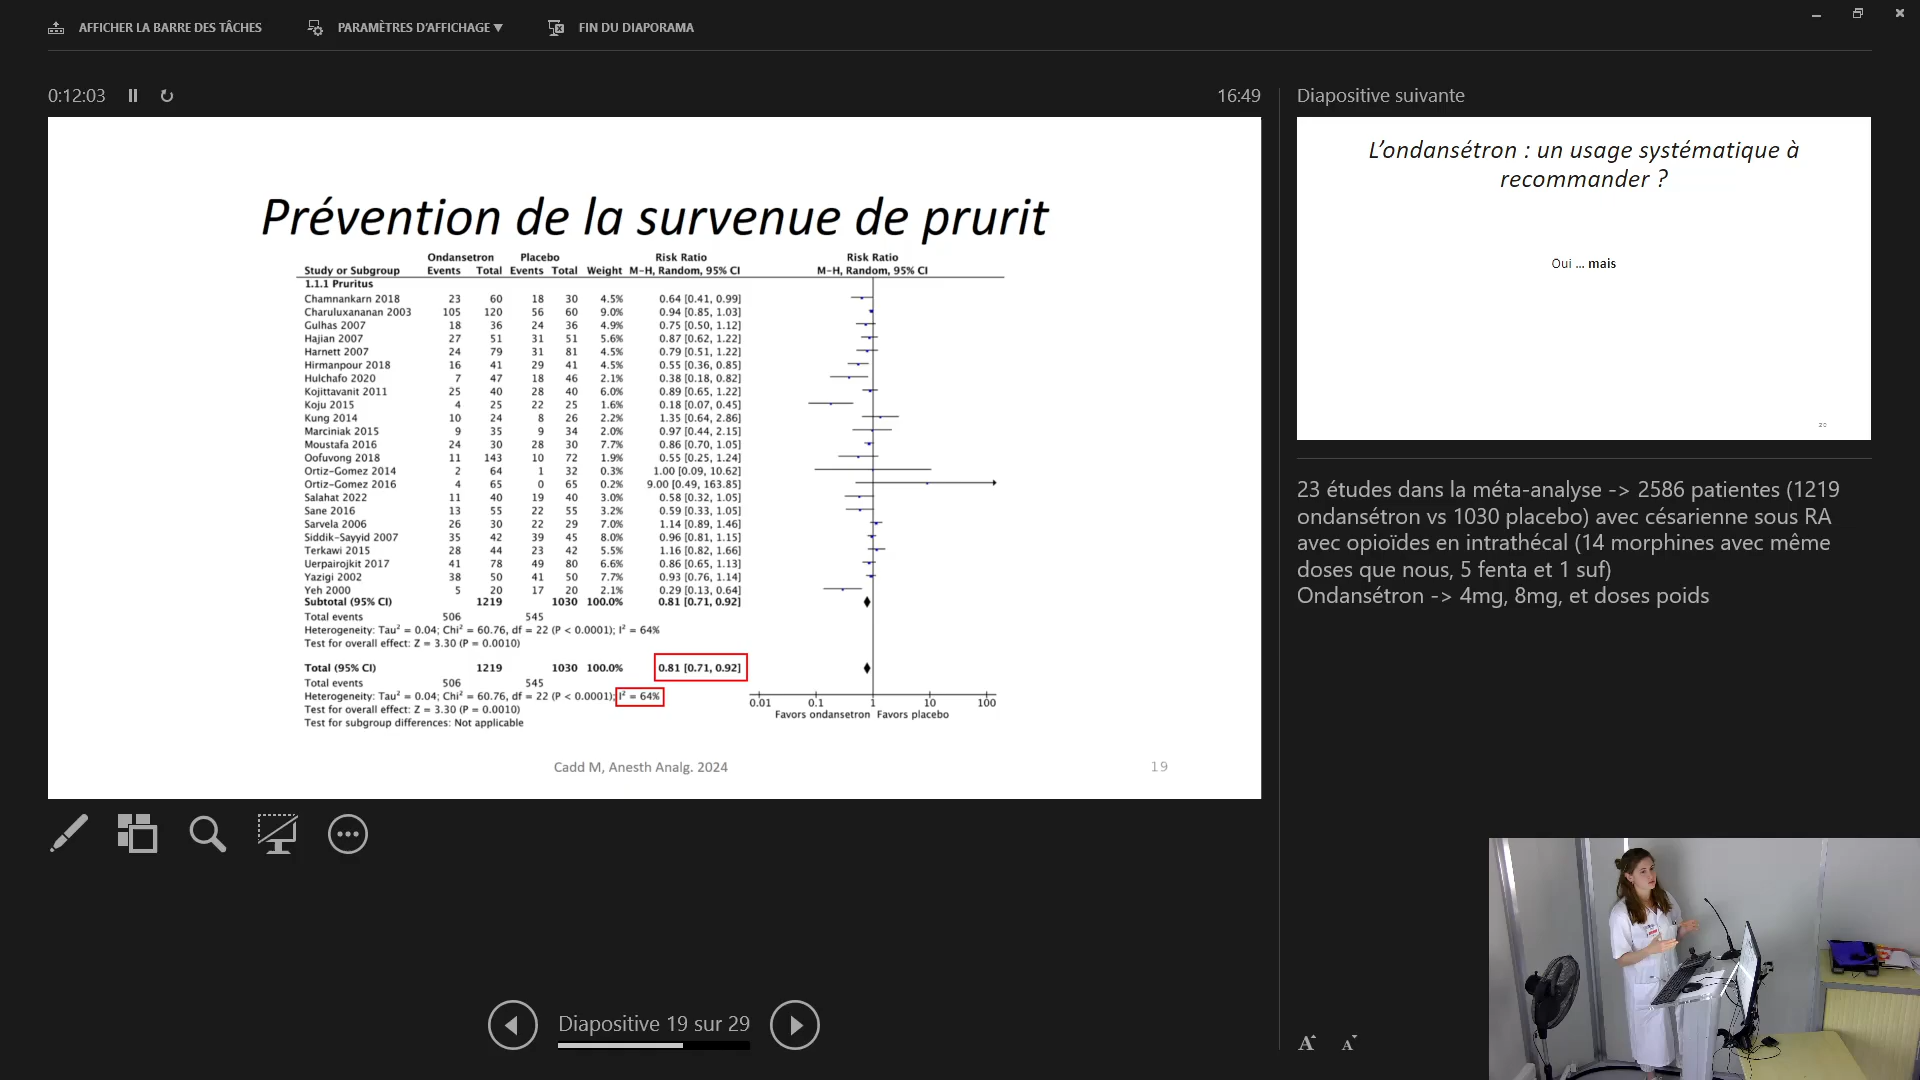 AFFICHER LA BARRE DES TÂCHES
PARAMÈTRES D'AFFICHAGE ▼
FIN DU DIAPORAMA
0:12:03
16:49
Prévention de la survenue de prurit
Ondansetron Placebo Risk Ratio Risk Ratio
Study or Subgroup Events Total Events Total Weight M-H, Random, 95% CI M-H, Random, 95% CI
1.1.1 Pruritus
Chamnankarn 2018 23 60 18 30 4.5% 0.64 [0.41, 0.99]
Charuluxananan 2003 105 120 56 60 9.0% 0.94 [0.85, 1.03]
Gulhas 2007 18 36 24 36 4.9% 0.75 [0.50, 1.12]
Hajian 2007 27 51 31 51 5.6% 0.87 [0.62, 1.22]
Harnett 2007 24 79 31 81 4.5% 0.79 [0.51, 1.22]
Hirmanpour 2018 16 41 29 41 4.5% 0.55 [0.36, 0.85]
Hulchafo 2020 7 47 18 46 2.1% 0.38 [0.18, 0.82]
Kojittavanit 2011 25 40 28 40 6.0% 0.89 [0.65, 1.22]
Koju 2015 4 25 22 25 1.6% 0.18 [0.07, 0.45]
Kung 2014 10 24 8 26 2.2% 1.35 [0.64, 2.86]
Marciniak 2015 9 35 9 34 2.0% 0.97 [0.44, 2.15]
Moustafa 2016 24 30 28 30 7.7% 0.86 [0.70, 1.05]
Oofuvong 2018 11 143 10 72 1.9% 0.55 [0.25, 1.24]
Ortiz-Gomez 2014 2 64 1 32 0.3% 1.00 [0.09, 10.62]
Ortiz-Gomez 2016 4 65 0 65 0.2% 9.00 [0.49, 163.85]
Salahat 2022 11 40 19 40 3.0% 0.58 [0.32, 1.05]
Sane 2016 13 55 22 55 3.2% 0.59 [0.33, 1.05]
Sarvela 2006 26 30 22 29 7.0% 1.14 [0.89, 1.46]
Siddik-Sayyid 2007 35 42 39 45 8.0% 0.96 [0.81, 1.15]
Terkawi 2015 28 44 23 42 5.5% 1.16 [0.82, 1.66]
Uerpairojkit 2017 41 78 49 80 6.6% 0.86 [0.65, 1.13]
Yazigi 2002 38 50 41 50 7.7% 0.93 [0.76, 1.14]
Yeh 2000 5 20 17 20 2.1% 0.29 [0.13, 0.64]
Subtotal (95% CI) 1219 1030 100.0% 0.81 [0.71, 0.92]
Total events 506 545
Heterogeneity: Tau² = 0.04; Chi² = 60.76, df = 22 (P < 0.0001); I² = 64%
Test for overall effect: Z = 3.30 (P = 0.0010)
Total (95% CI) 1219 1030 100.0% 0.81 [0.71, 0.92]
Total events 506 545
Heterogeneity: Tau² = 0.04; Chi² = 60.76, df = 22 (P < 0.0001); I² = 64%
Test for overall effect: Z = 3.30 (P = 0.0010)
Test for subgroup differences: Not applicable
0.01 0.1 1 10 100
Favors ondansetron Favors placebo
Cadd M, Anesth Analg. 2024
19
Diapositive 19 sur 29
Diapositive suivante
L'ondansétron : un usage systématique à
recommander ?
Oui ... mais
20
23 études dans la méta-analyse -> 2586 patientes (1219
ondansétron vs 1030 placebo) avec césarienne sous RA
avec opioïdes en intrathécal (14 morphines avec même
doses que nous, 5 fenta et 1 suf)
Ondansétron -> 4mg, 8mg, et doses poids
A A